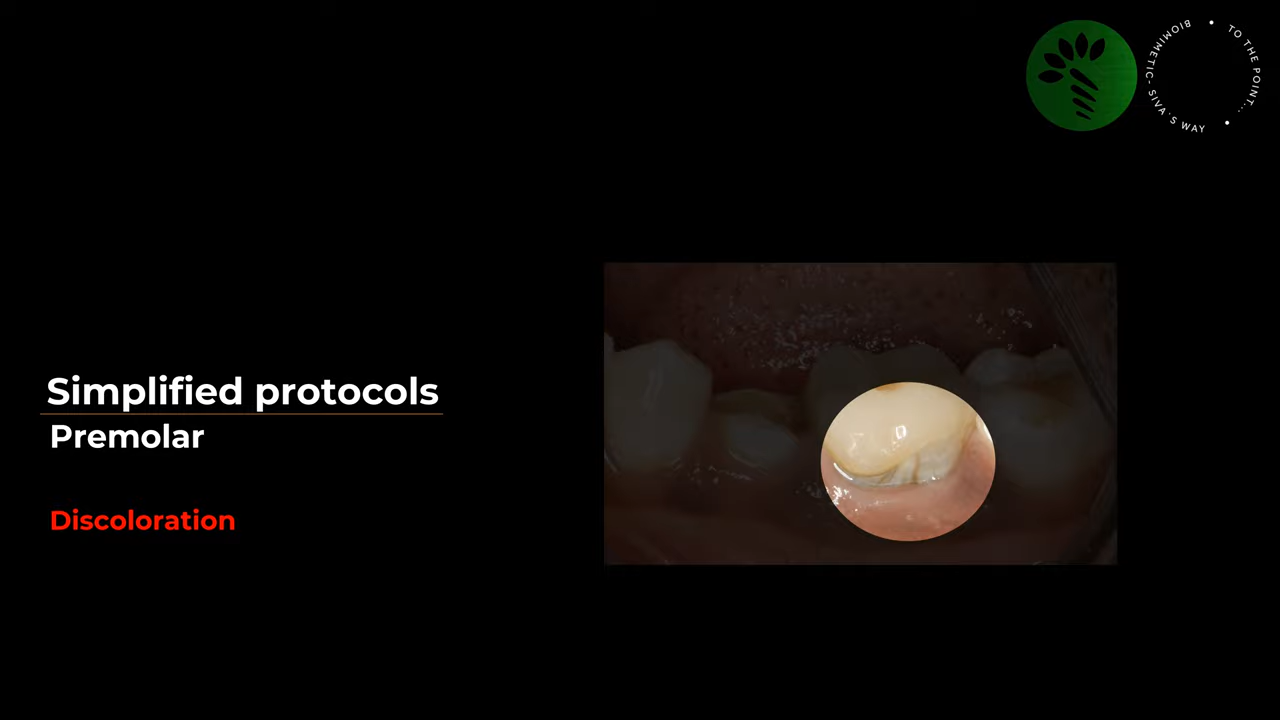 BIOMIMETIC- SIVA'S WAY • TO THE POINT... •
Simplified protocols
Premolar
Discoloration